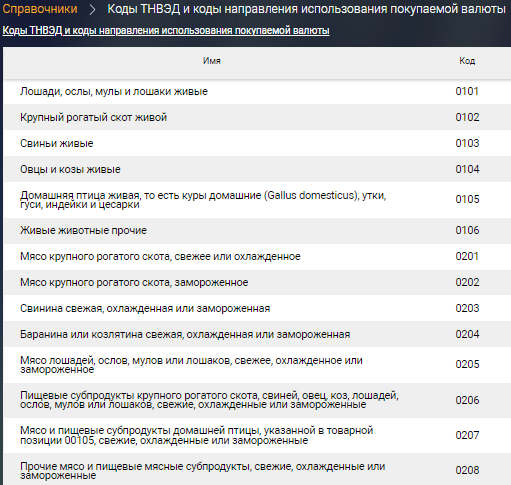 Справочники > Коды ТНВЭД и коды направления использования покупаемой валюты
Коды ТНВЭД и коды направления использования покупаемой валюты
Имя Код
Лошади, ослы, мулы и лошаки живые 0101
Крупный рогатый скот живой 0102
Свиньи живые 0103
Овцы и козы живые 0104
Домашняя птица живая, то есть куры домашние (Gallus domesticus), утки,
гуси, индейки и цесарки 0105
Живые животные прочие 0106
Мясо крупного рогатого скота, свежее или охлажденное 0201
Мясо крупного рогатого скота, замороженное 0202
Свинина свежая, охлажденная или замороженная 0203
Баранина или козлятина свежая, охлажденная или замороженная 0204
Мясо лошадей, ослов, мулов или лошаков, свежее, охлажденное или
замороженное 0205
Пищевые субпродукты крупного рогатого скота, свиней, овец, коз, лошадей,
ослов, мулов или лошаков, свежие, охлажденные или замороженные 0206
Мясо и пищевые субпродукты домашней птицы, указанной в товарной
позиции 00105, свежие, охлажденные или замороженные 0207
Прочие мясо и пищевые мясные субпродукты, свежие, охлажденные или
замороженные 0208